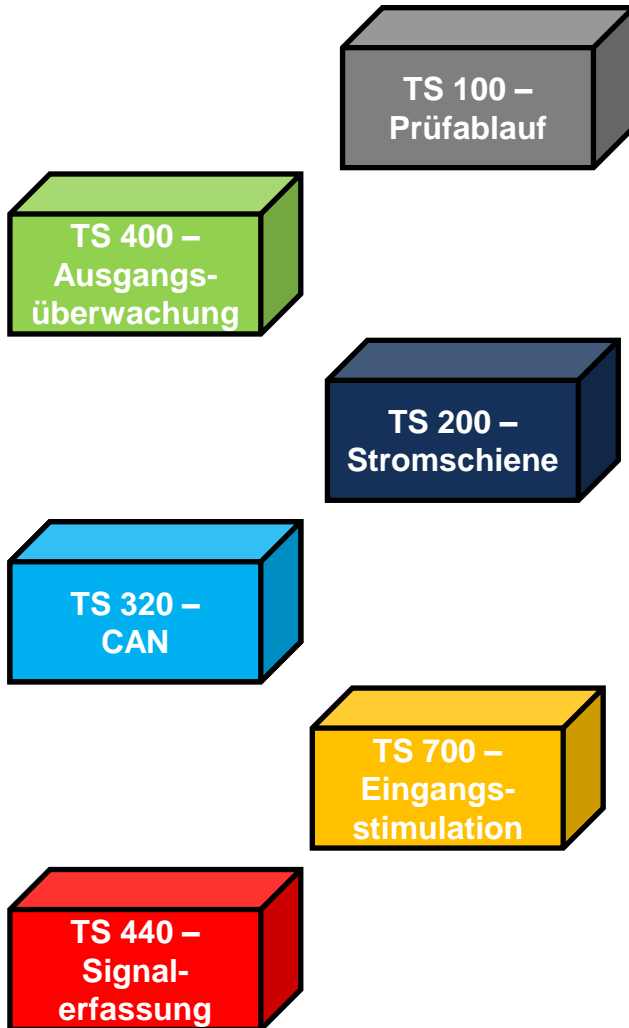 TS 100 –
Prüfablauf
TS 400 –
Ausgangs-
überwachung
TS 200 –
Stromschiene
TS 320 –
CAN
TS 700 –
Eingangs-
stimulation
TS 440 –
Signal-
erfassung